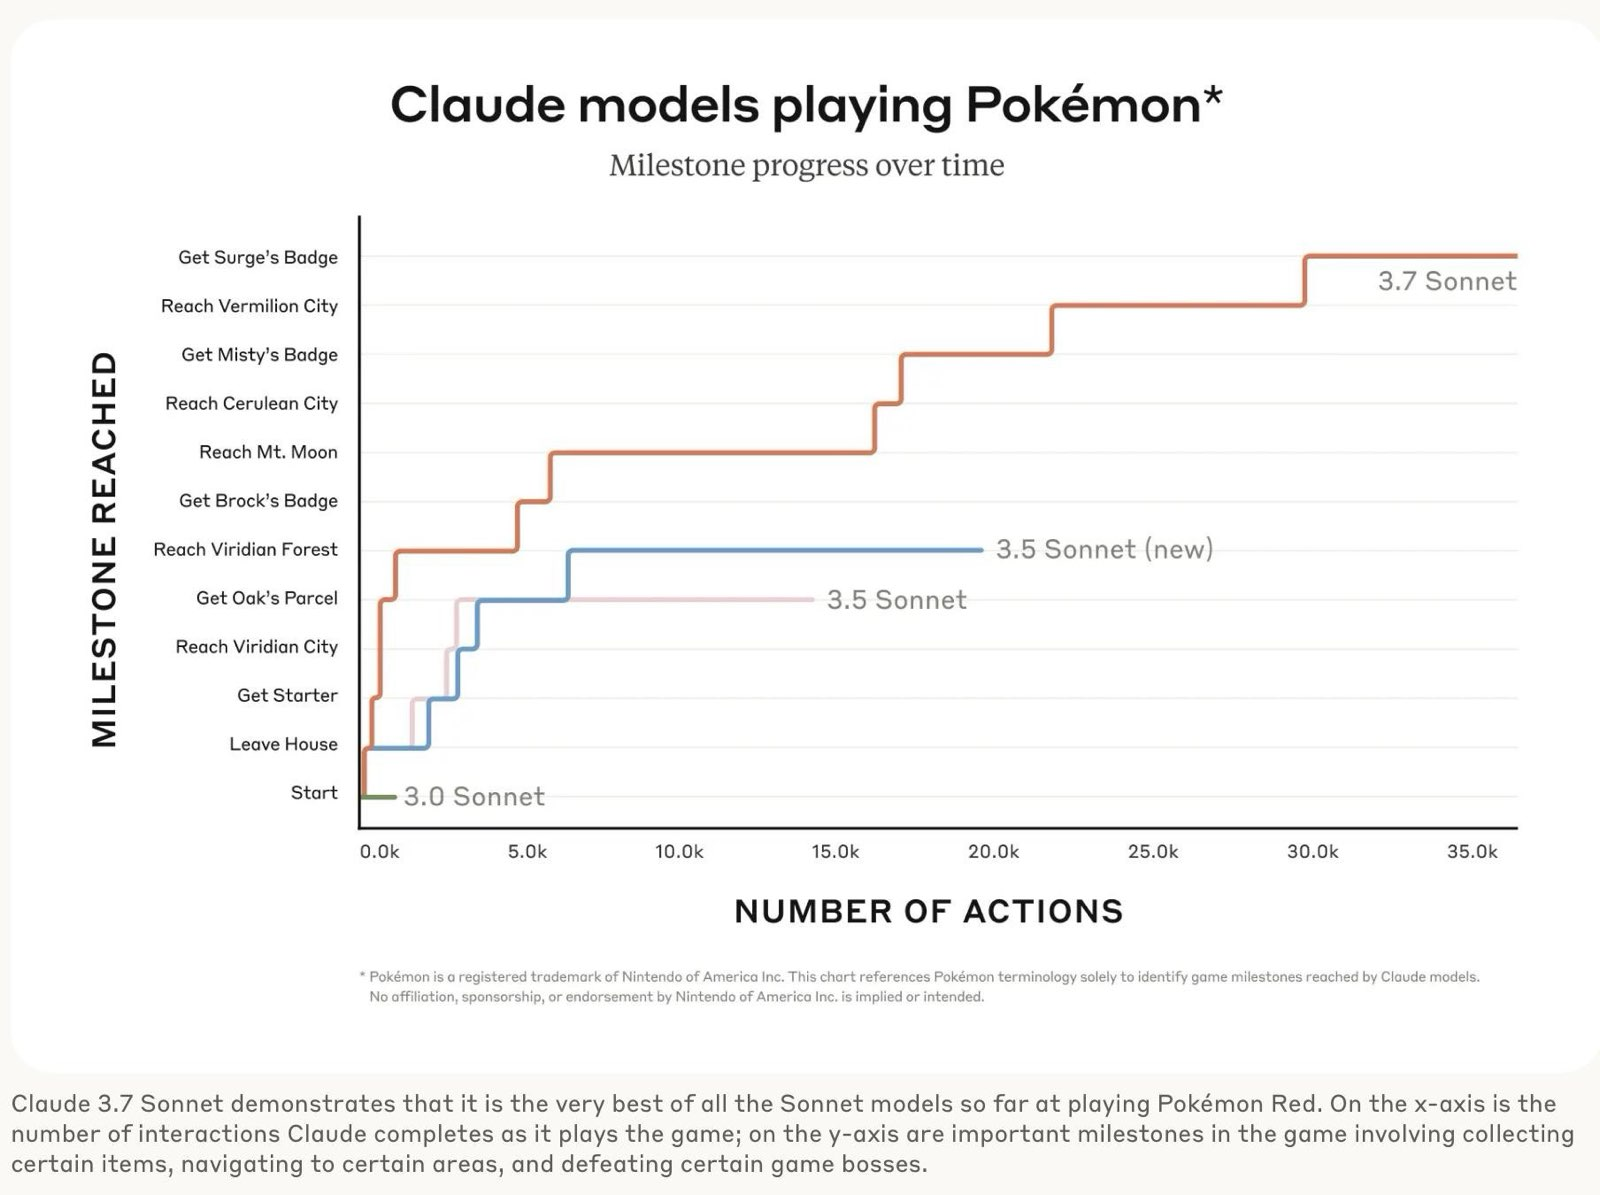 Claude models playing Pokémon*
Milestone progress over time
MILESTONE REACHED
Get Surge's Badge
Reach Vermilion City
Get Misty's Badge
Reach Cerulean City
Reach Mt. Moon
Get Brock's Badge
Reach Viridian Forest
Get Oak's Parcel
Reach Viridian City
Get Starter
Leave House
Start
3.7 Sonnet
3.5 Sonnet (new)
3.5 Sonnet
3.0 Sonnet
0.0k 5.0k 10.0k 15.0k 20.0k 25.0k 30.0k 35.0k
NUMBER OF ACTIONS
* Pokémon is a registered trademark of Nintendo of America Inc. This chart references Pokémon terminology solely to identify game milestones reached by Claude models.
No affiliation, sponsorship, or endorsement by Nintendo of America Inc. is implied or intended.
Claude 3.7 Sonnet demonstrates that it is the very best of all the Sonnet models so far at playing Pokémon Red. On the x-axis is the
number of interactions Claude completes as it plays the game; on the y-axis are important milestones in the game involving collecting
certain items, navigating to certain areas, and defeating certain game bosses.